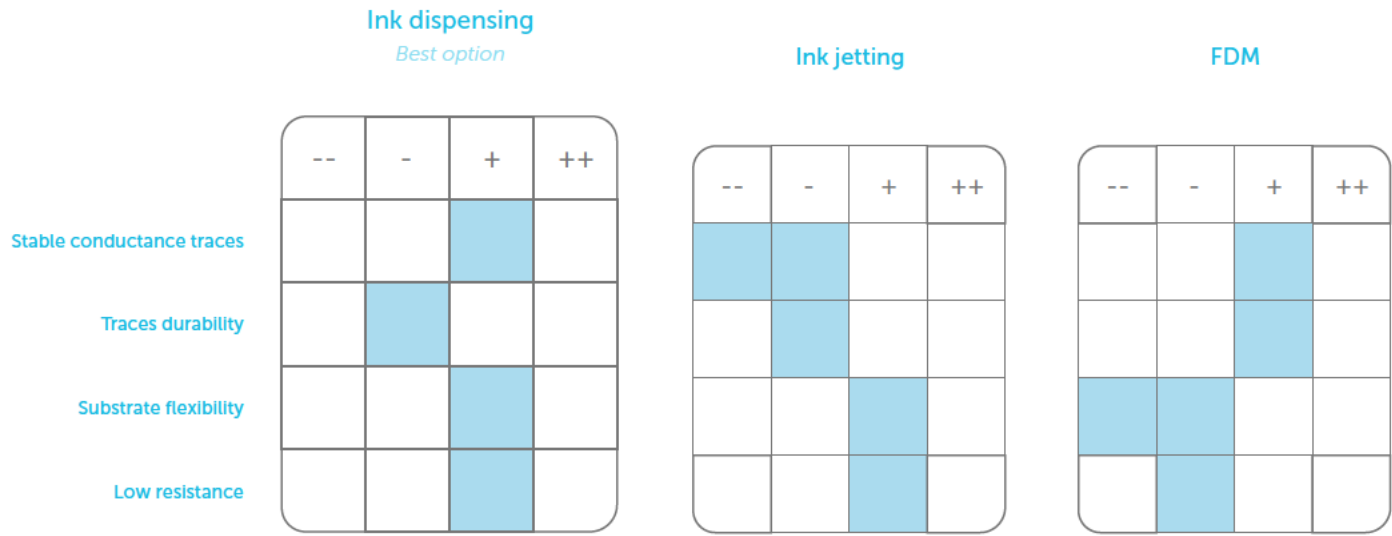 Ink dispensing
Best option
Ink jetting
FDM
-- - + ++
-- - + ++
-- - + ++
Stable conductance traces
Traces durability
Substrate flexibility
Low resistance